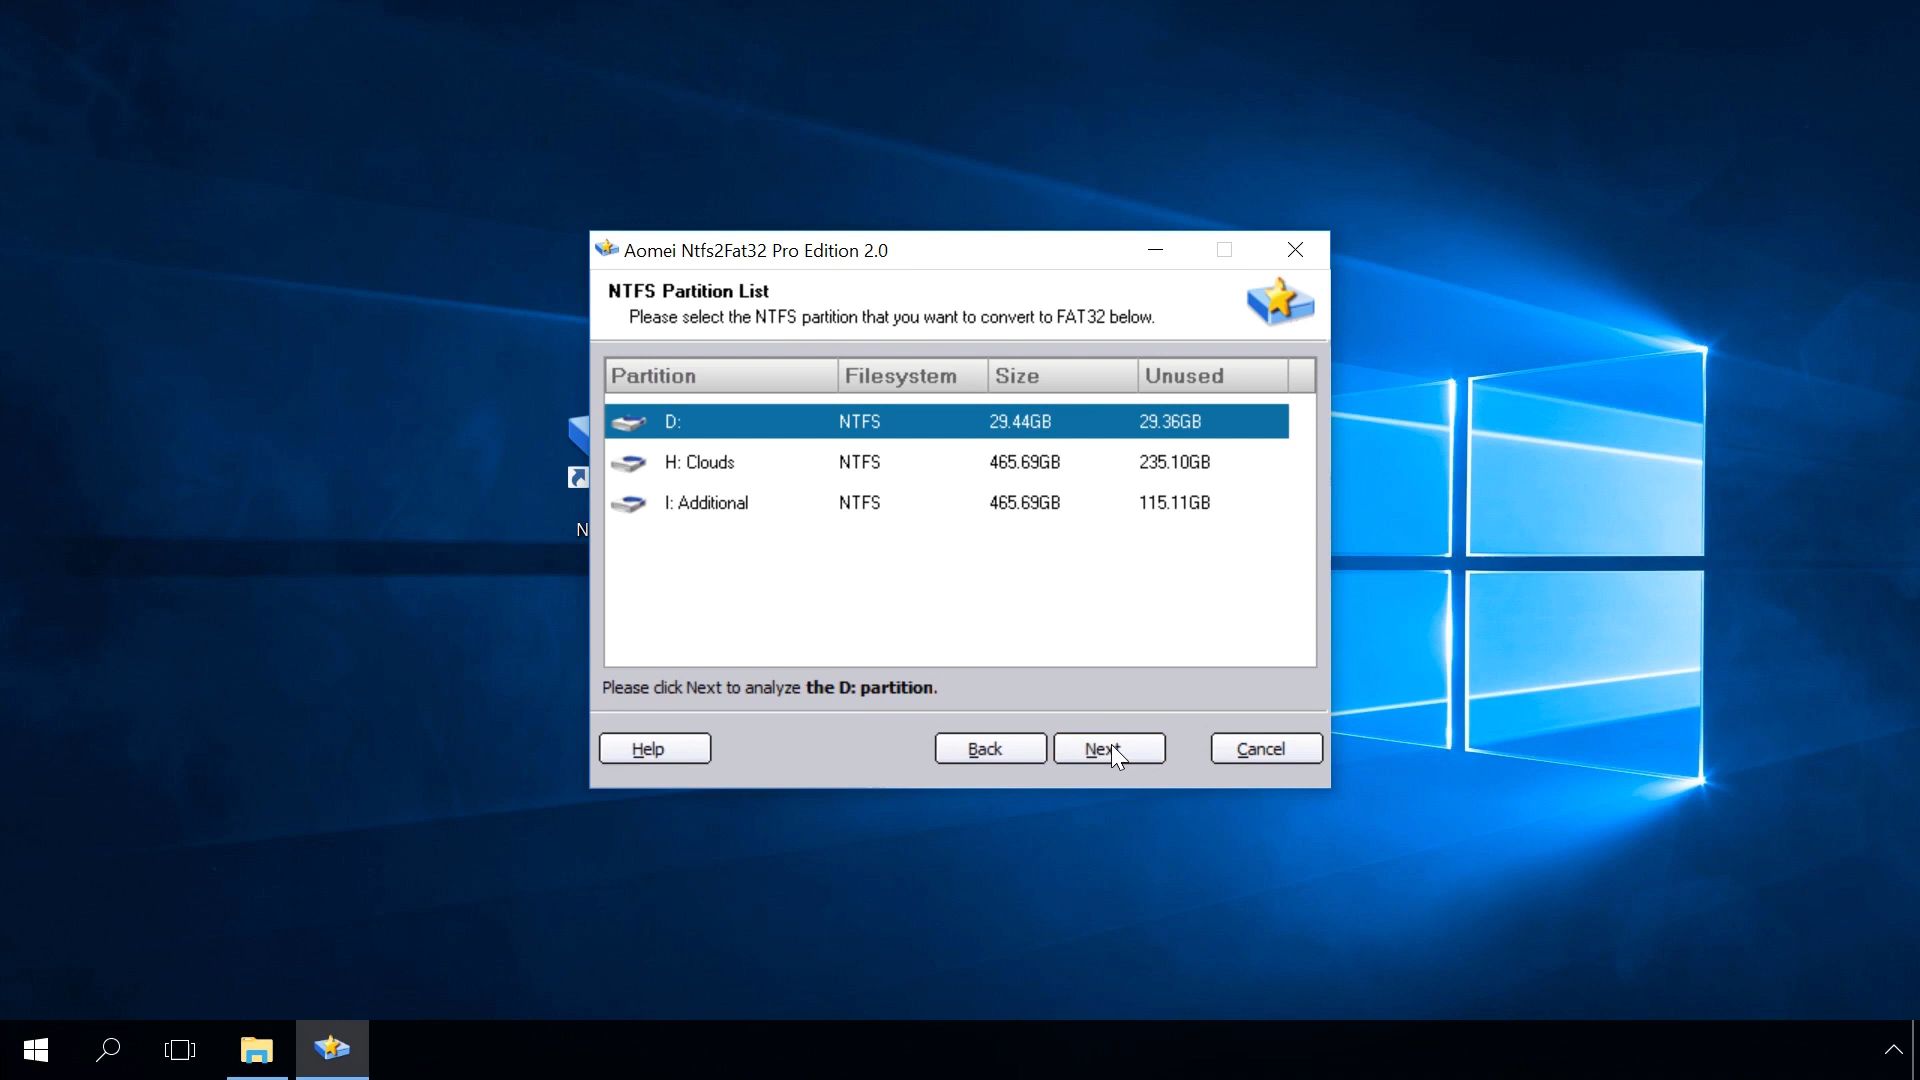 Aomei Ntfs2Fat32 Pro Edition 2.0
NTFS Partition List
Please select the NTFS partition that you want to convert to FAT32 below.
Partition Filesystem Size Unused
D: NTFS 29.44GB 29.36GB
H: Clouds NTFS 465.69GB 235.10GB
I: Additional NTFS 465.69GB 115.11GB
N
Please click Next to analyze the D: partition.
Help Back Next Cancel